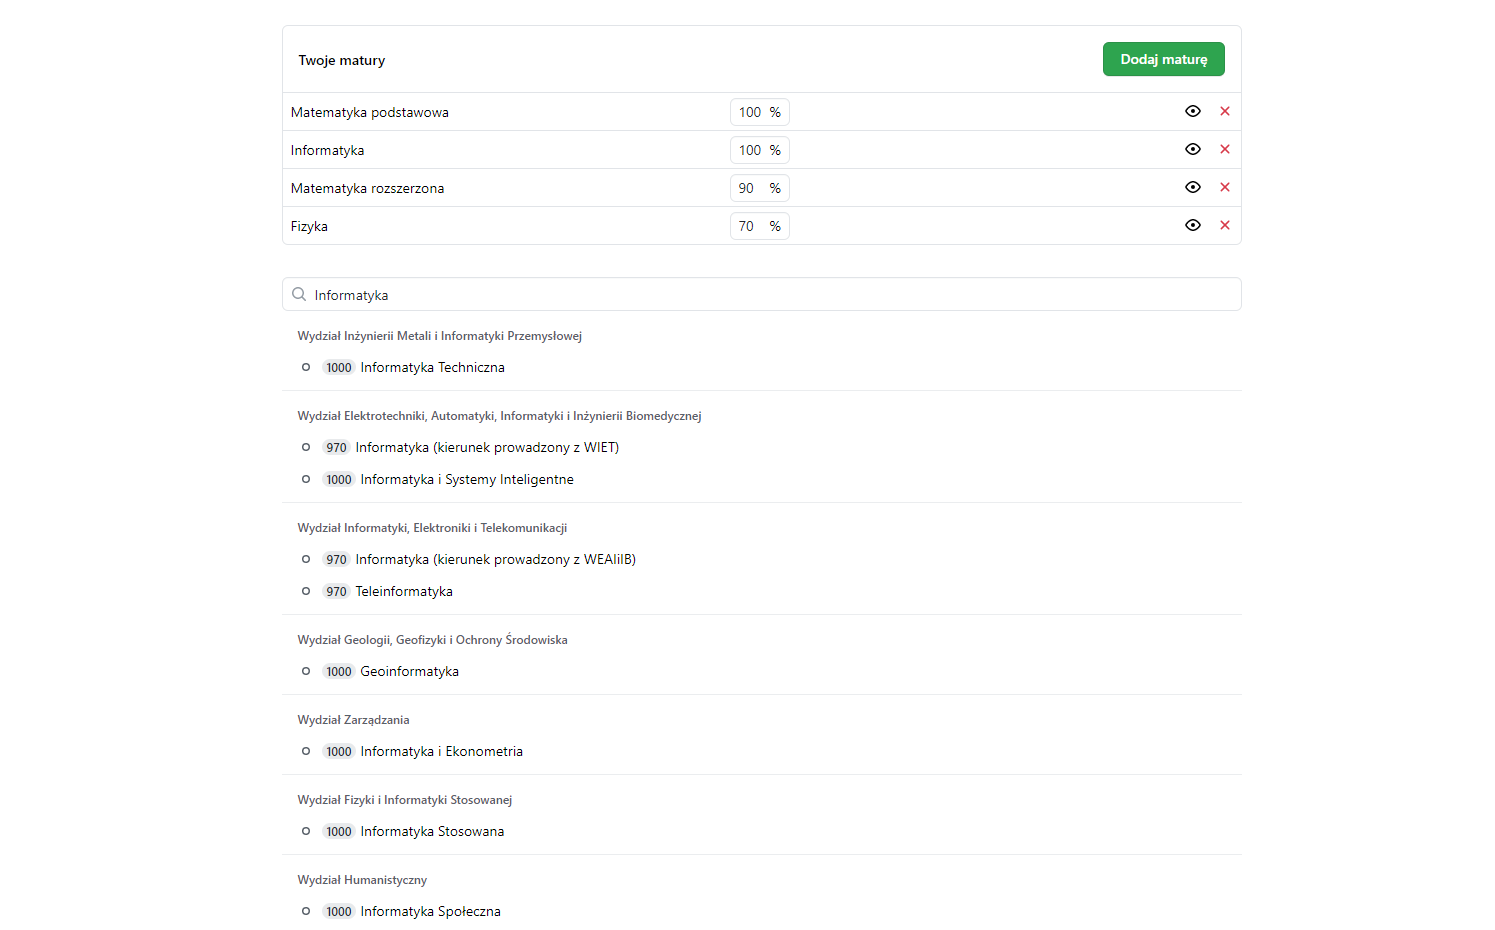 Twoje matury
Dodaj maturę
Matematyka podstawowa 100 %
Informatyka 100 %
Matematyka rozszerzona 90 %
Fizyka 70 %
Informatyka
Wydział Inżynierii Metali i Informatyki Przemysłowej
1000 Informatyka Techniczna
Wydział Elektrotechniki, Automatyki, Informatyki i Inżynierii Biomedycznej
970 Informatyka (kierunek prowadzony z WIET)
1000 Informatyka i Systemy Inteligentne
Wydział Informatyki, Elektroniki i Telekomunikacji
970 Informatyka (kierunek prowadzony z WEAIiIB)
970 Teleinformatyka
Wydział Geologii, Geofizyki i Ochrony Środowiska
1000 Geoinformatyka
Wydział Zarządzania
1000 Informatyka i Ekonometria
Wydział Fizyki i Informatyki Stosowanej
1000 Informatyka Stosowana
Wydział Humanistyczny
1000 Informatyka Społeczna